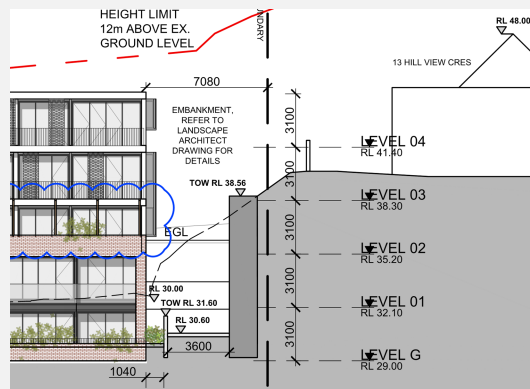 HEIGHT LIMIT
12m ABOVE EX.
GROUND LEVEL
NDARY
RL 48.00
13 HILL VIEW CRES
7080
EMBANKMENT,
REFER TO
LANDSCAPE
ARCHITECT
DRAWING FOR
DETAILS
3100
LEVEL 04
RL 41.40
TOW RL 38.56
3100
LEVEL 03
RL 38.30
EGL
3100
LEVEL 02
RL 35.20
RL 30.00
3100
TOW RL 31.60
LEVEL 01
RL 32.10
RL 30.60
3100
3600
LEVEL G
RL 29.00
1040